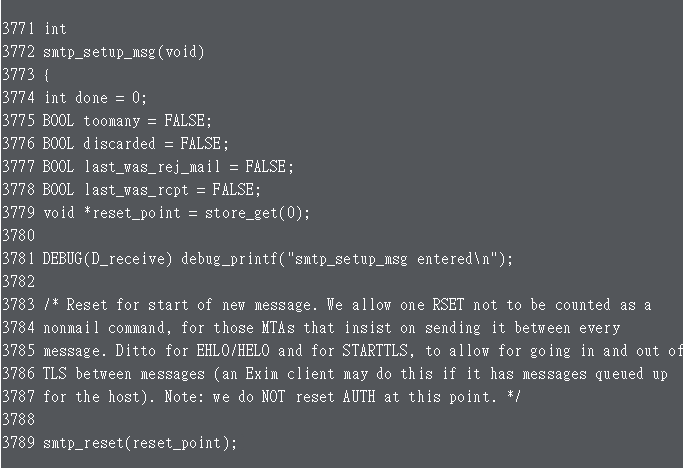 3771 int
3772 smtp_setup_msg(void)
3773 {
3774 int done = 0;
3775 BOOL toomany = FALSE;
3776 BOOL discarded = FALSE;
3777 BOOL last_was_rej_mail = FALSE;
3778 BOOL last_was_rcpt = FALSE;
3779 void *reset_point = store_get(0);
3780
3781 DEBUG(D_receive) debug_printf("smtp_setup_msg entered\n");
3782
3783 /* Reset for start of new message. We allow one RSET not to be counted as a
3784 nonmail command, for those MTAs that insist on sending it between every
3785 message. Ditto for EHLO/HELO and for STARTTLS, to allow for going in and out of
3786 TLS between messages (an Exim client may do this if it has messages queued up
3787 for the host). Note: we do NOT reset AUTH at this point. */
3788
3789 smtp_reset(reset_point);